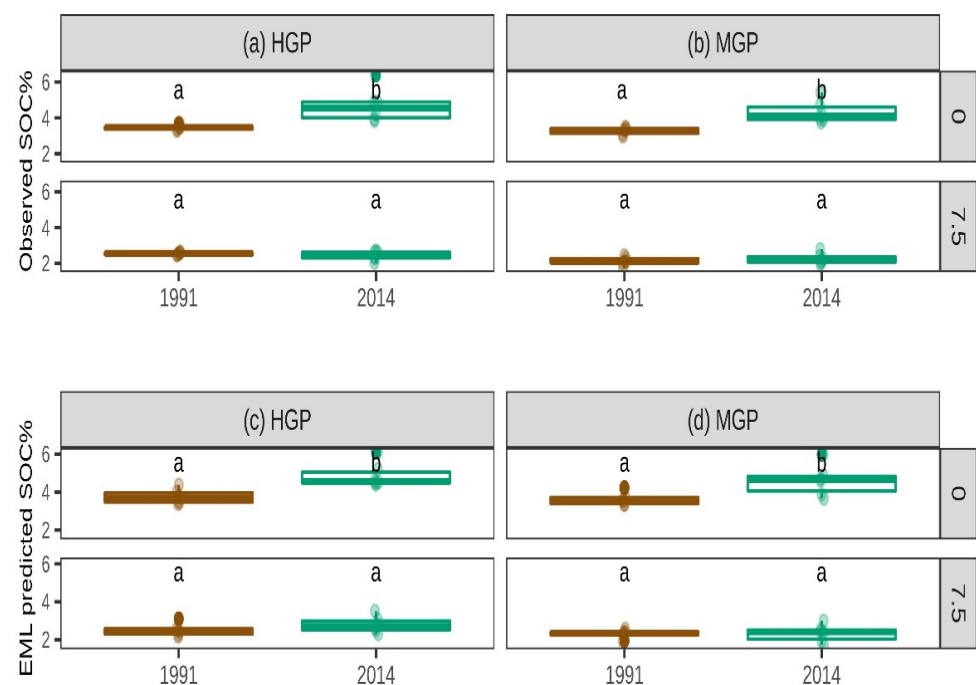 (a) HGP (b) MGP
Observed SOC%
6 a b a b 0
4
2
6 a a a a 7.5
4
2
1991 2014 1991 2014
(c) HGP (d) MGP
EML predicted SOC%
6 a b a b 0
4
2
6 a a a a 7.5
4
2
1991 2014 1991 2014